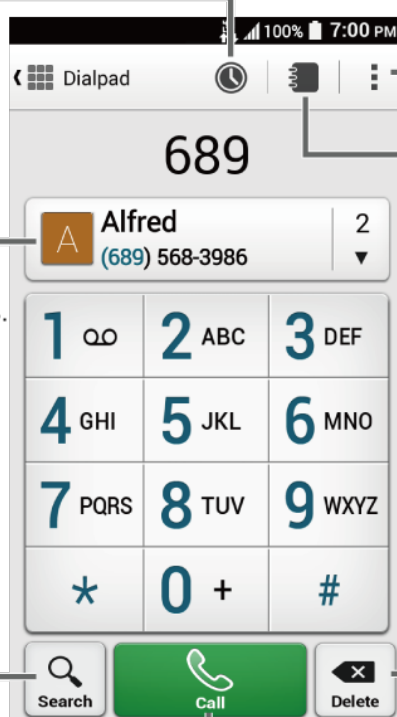 100% 7:00 PM
Dialpad
689
A Alfred 2
(689) 568-3986 ▼
1 2 ABC 3 DEF
4 GHI 5 JKL 6 MNO
7 PQRS 8 TUV 9 WXYZ
* 0 + #
Search Call Delete